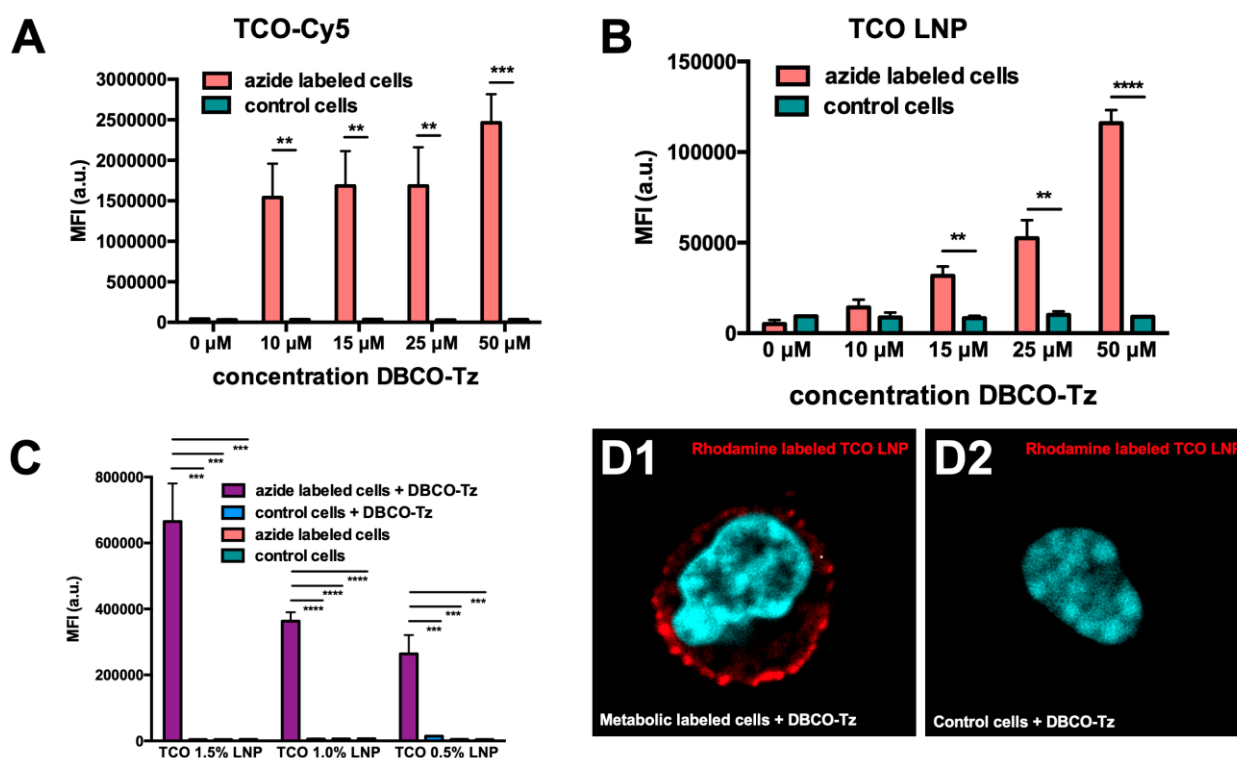 A
TCO-Cy5
3000000
2500000
2000000
1500000
1000000
500000
0
MFI (a.u.)
azide labeled cells
control cells
**
**
**
***
0 µM
10 µM
15 µM
25 µM
50 µM
concentration DBCO-Tz
B
TCO LNP
150000
100000
50000
0
MFI (a.u.)
azide labeled cells
control cells
**
**
****
0 µM
10 µM
15 µM
25 µM
50 µM
concentration DBCO-Tz
C
800000
600000
400000
200000
0
MFI (a.u.)
azide labeled cells + DBCO-Tz
control cells + DBCO-Tz
azide labeled cells
control cells
***
***
***
****
****
****
***
***
***
TCO 1.5% LNP
TCO 1.0% LNP
TCO 0.5% LNP
D1
Rhodamine labeled TCO LNP
Metabolic labeled cells + DBCO-Tz
D2
Rhodamine labeled TCO LNP
Control cells + DBCO-Tz